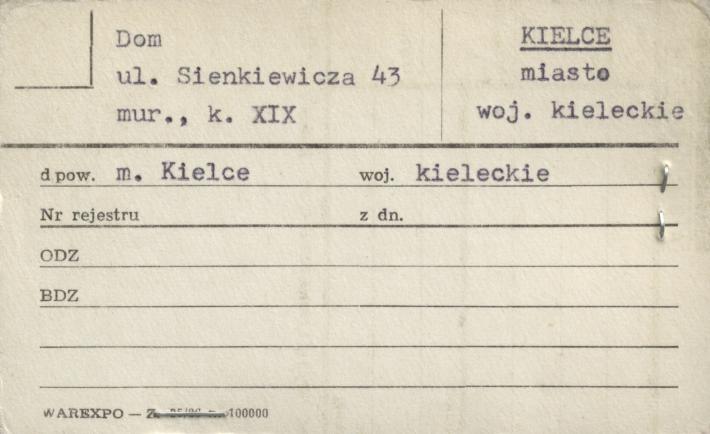 Dom
ul. Sienkiewicza 43
mur., k. XIX
KIELCE
miasto
woj. kieleckie
d pow. m. Kielce woj. kieleckie
Nr rejestru z dn.
ODZ
BDZ
WAREXPO — Z. 100000